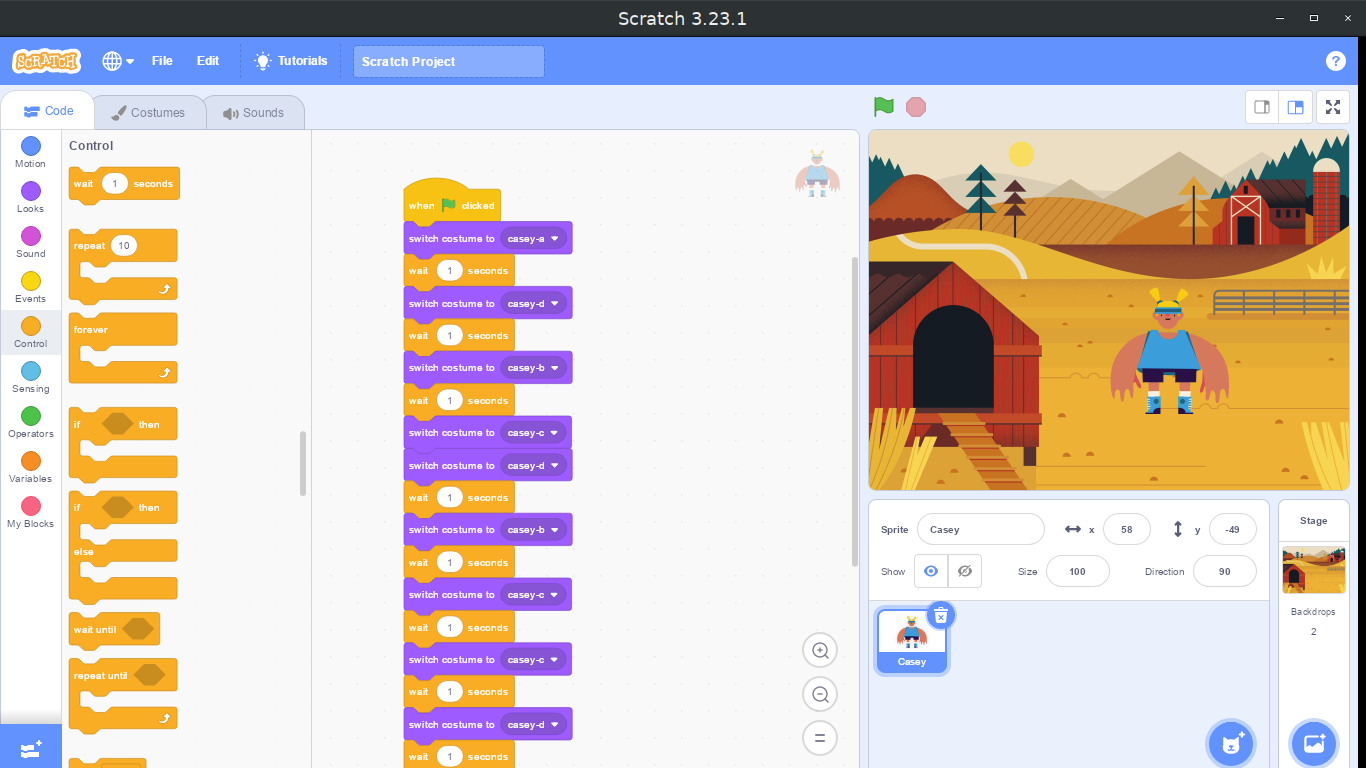 Scratch 3.23.1
SCRATCH
File
Edit
Tutorials
Scratch Project
?
Code
Costumes
Sounds
Motion
Looks
Sound
Events
Control
Sensing
Operators
Variables
My Blocks
Control
wait 1 seconds
repeat 10
forever
if then
if then
else
wait until
repeat until
when clicked
switch costume to casey-a
wait 1 seconds
switch costume to casey-d
wait 1 seconds
switch costume to casey-b
wait 1 seconds
switch costume to casey-c
switch costume to casey-d
wait 1 seconds
switch costume to casey-b
wait 1 seconds
switch costume to casey-c
wait 1 seconds
switch costume to casey-c
wait 1 seconds
switch costume to casey-d
wait 1 seconds
Sprite Casey x 58 y -49
Show Size 100 Direction 90
Casey
Stage
Backdrops
2